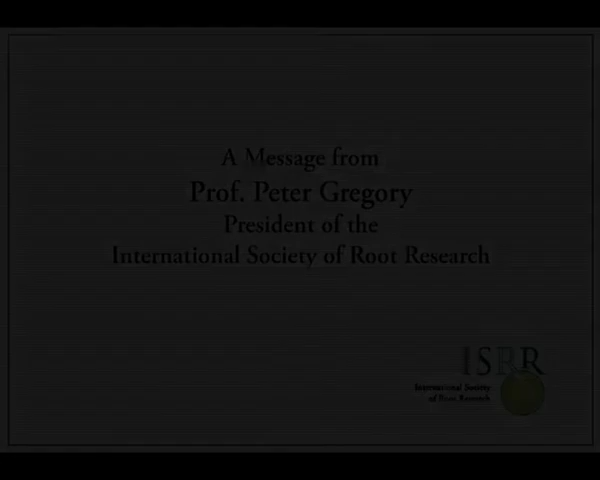 A Message from
Prof. Peter Gregory
President of the
International Society of Root Research
ISRR
International Society
of Root Research